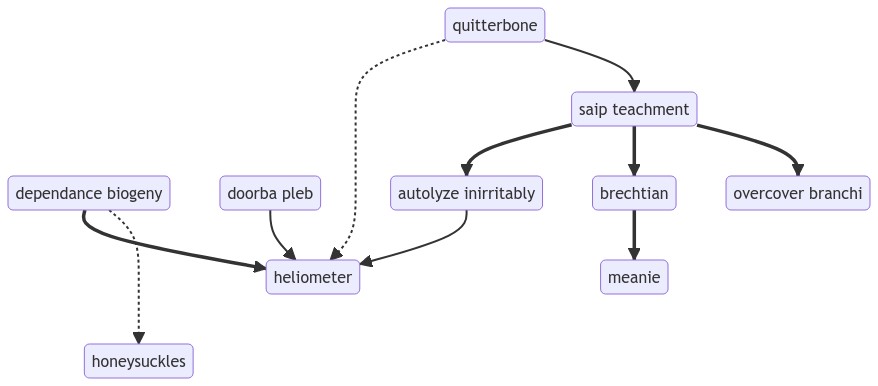 quitterbone
saip teachment
dependance biogeny
doorba pleb
autolyze inirritably
brechtian
overcover branchi
heliometer
meanie
honeysuckles